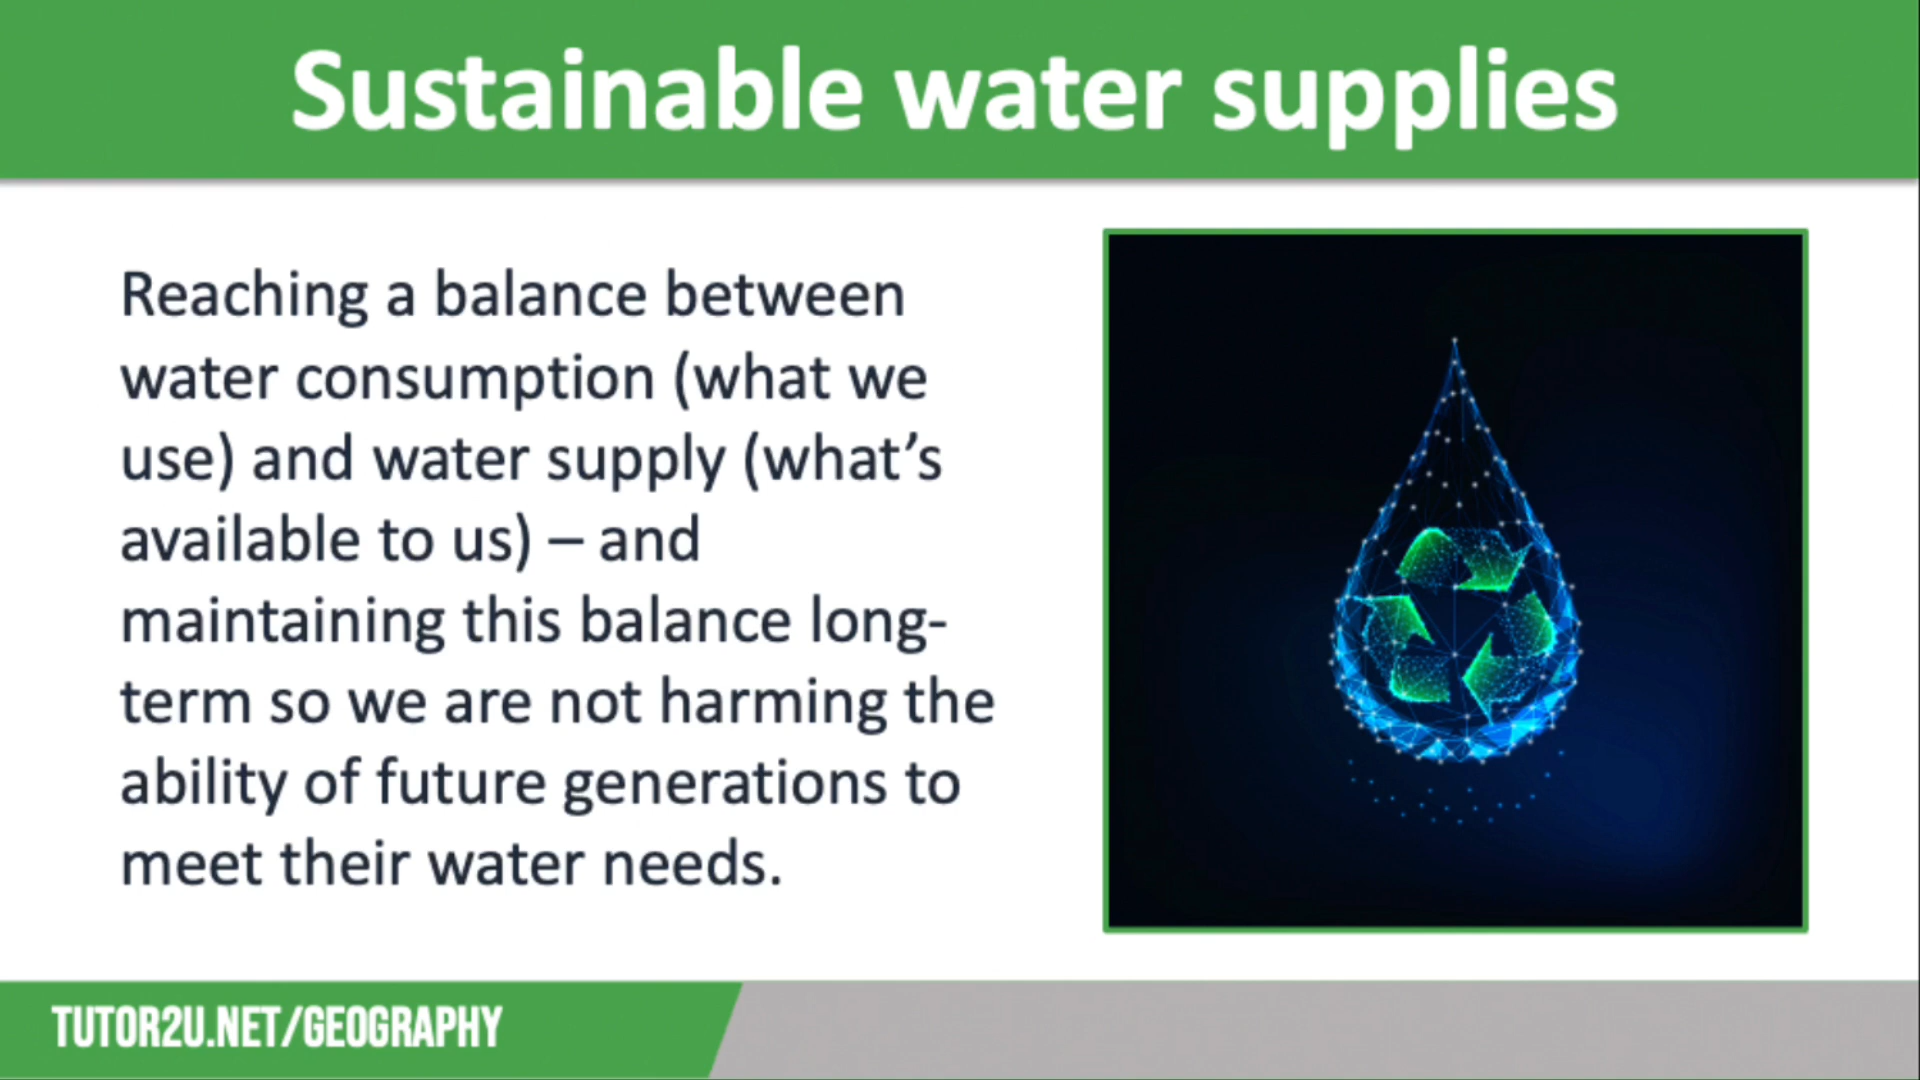 Sustainable water supplies
Reaching a balance between
water consumption (what we
use) and water supply (what’s
available to us) – and
maintaining this balance long-
term so we are not harming the
ability of future generations to
meet their water needs.
TUTOR2U.NET/GEOGRAPHY